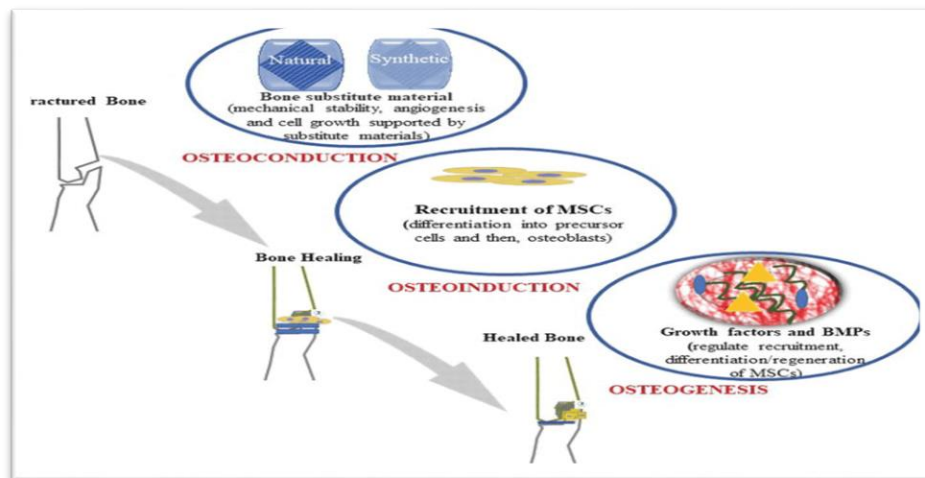 Natural Synthetic
Bone substitute material
(mechanical stability, angiogenesis
and cell growth supported by
substitute materials)
OSTEOCONDUCTION
ractured Bone
Recruitment of MSCs
(differentiation into precursor
cells and then, osteoblasts)
OSTEOINDUCTION
Bone Healing
Growth factors and BMPs
(regulate recruitment,
differentiation/regeneration
of MSCs)
OSTEOGENESIS
Healed Bone